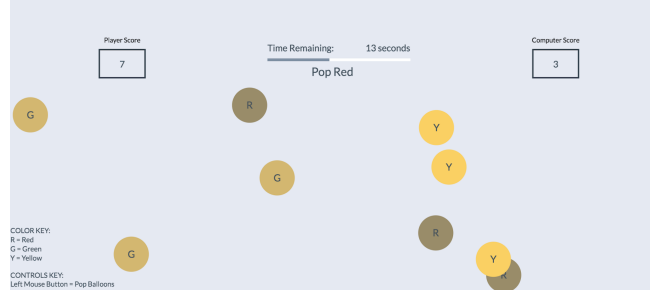 Player Score
7
Time Remaining: 13 seconds
Pop Red
Computer Score
3
R
G
Y
Y
G
R
G
Y
R
COLOR KEY:
R = Red
G = Green
Y = Yellow
CONTROLS KEY:
Left Mouse Button = Pop Balloons